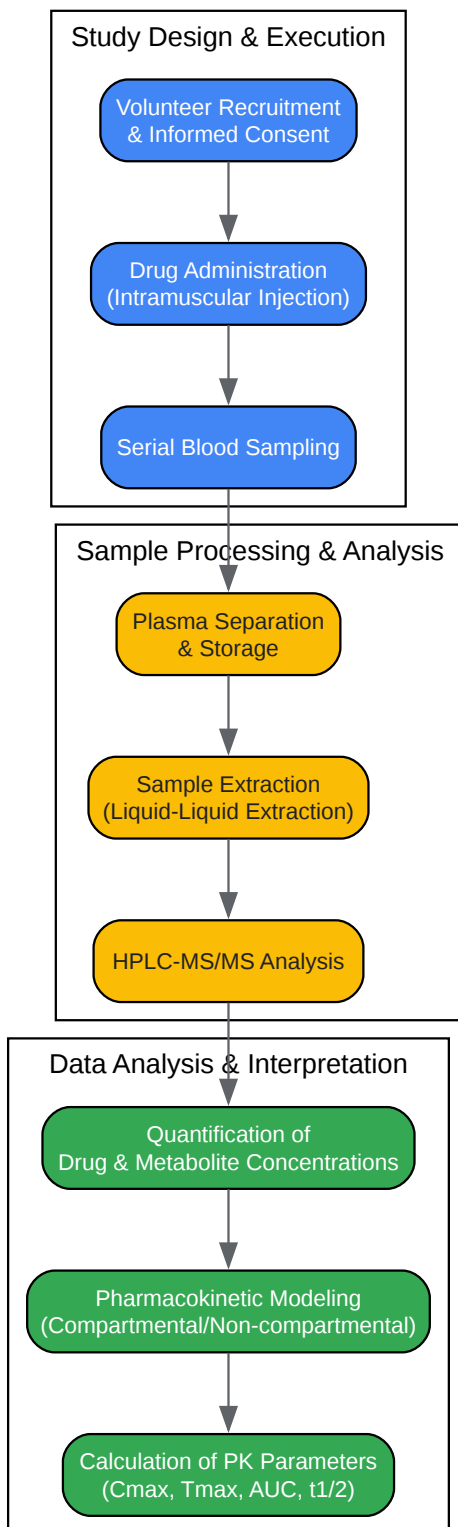 Study Design & Execution
Volunteer Recruitment
& Informed Consent
Drug Administration
(Intramuscular Injection)
Serial Blood Sampling
Sample Processing & Analysis
Plasma Separation
& Storage
Sample Extraction
(Liquid-Liquid Extraction)
HPLC-MS/MS Analysis
Data Analysis & Interpretation
Quantification of
Drug & Metabolite Concentrations
Pharmacokinetic Modeling
(Compartmental/Non-compartmental)
Calculation of PK Parameters
(Cmax, Tmax, AUC, t1/2)